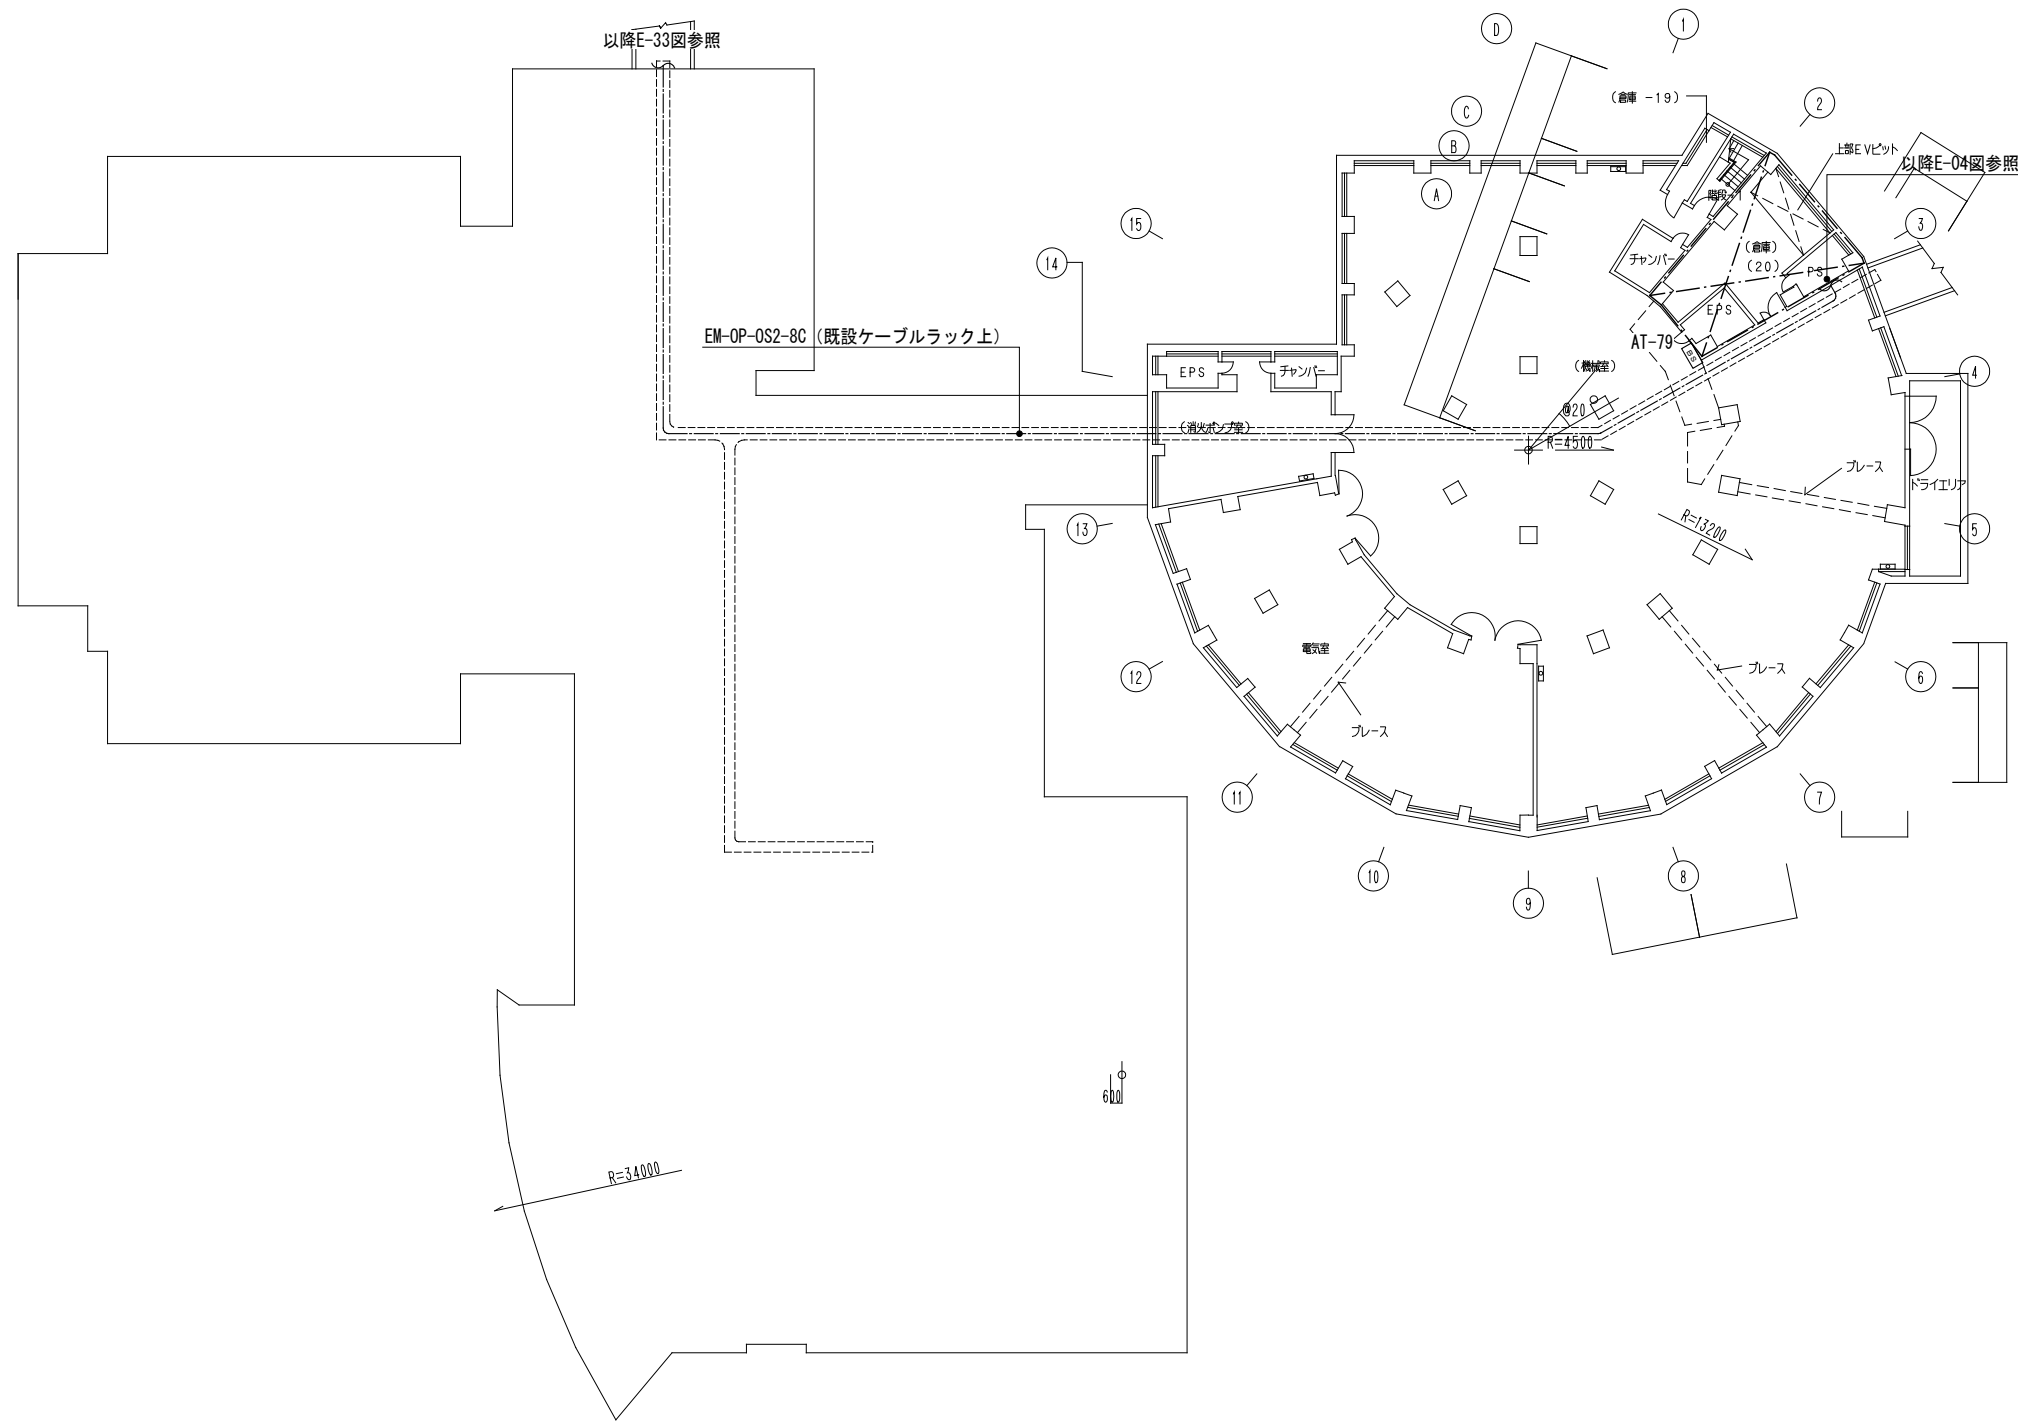 以降E-33図参照
D
1
(倉庫 -19)
C
2
B
上部ＥＶピット
以降E-04図参照
A
階段-1
15
3
14
チャンバー
(倉庫)
(20)
PS
EPS
EM-OP-OS2-8C (既設ケーブルラック上)
AT-79
BS
(機械室)
EPS
チャンバー
4
@20
(消火ポンプ室)
R=4500
ブレース
ドライエリア
13
R=13200
5
電気室
12
ブレース
6
ブレース
11
7
10
8
9
600
R=34000